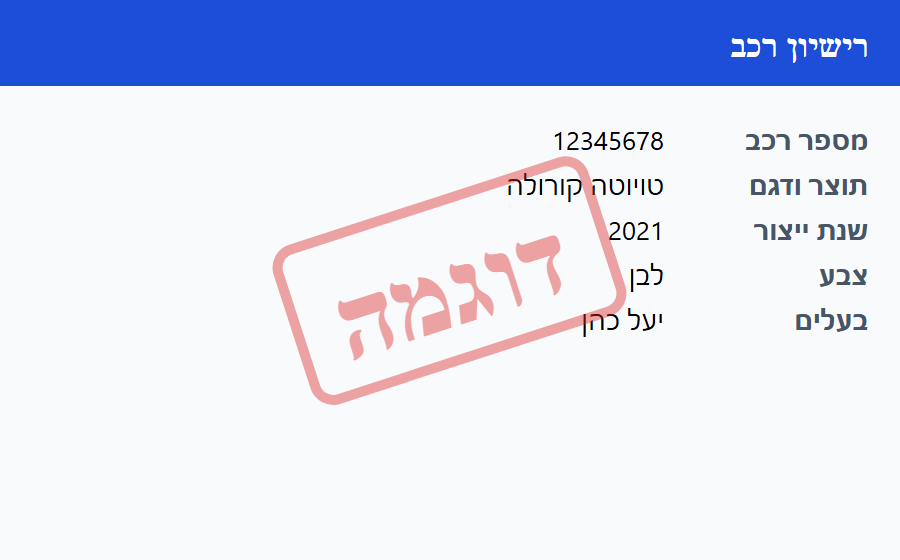 רישיון רכב
מספר רכב 12345678
תוצר ודגם טויוטה קורולה
שנת ייצור 2021
צבע לבן
בעלים יעל כהן
דוגמה